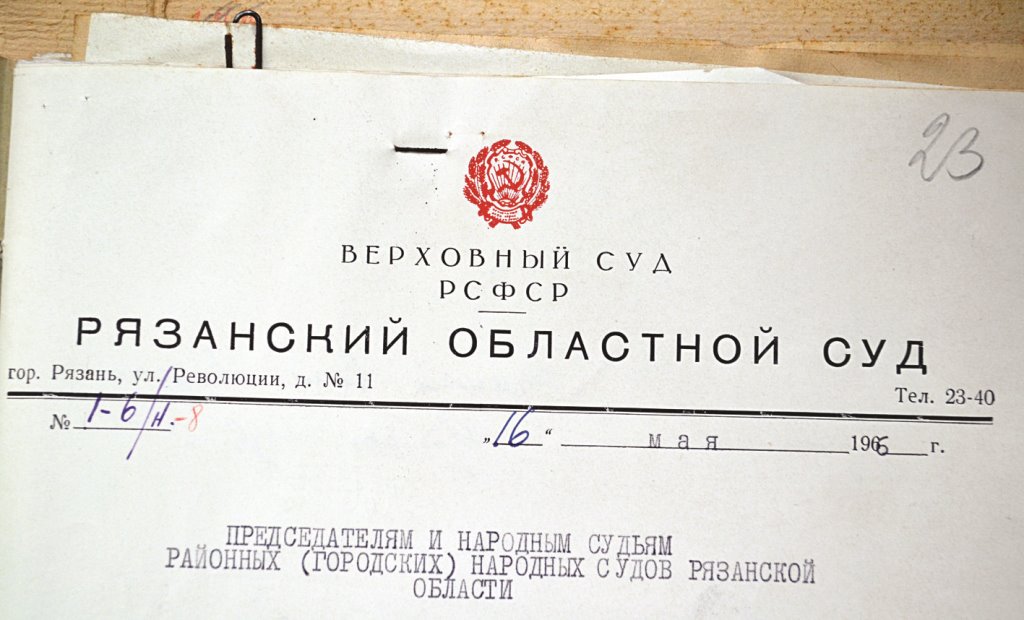 23
ВЕРХОВНЫЙ СУД
РСФСР
РЯЗАНСКИЙ ОБЛАСТНОЙ СУД
гор. Рязань, ул. Революции, д. № 11
Тел. 23-40
№ 1-6/н.-8 „16“ мая 1966 г.
ПРЕДСЕДАТЕЛЯМ И НАРОДНЫМ СУДЬЯМ
РАЙОННЫХ (ГОРОДСКИХ) НАРОДНЫХ СУДОВ РЯЗАНСКОЙ
ОБЛАСТИ